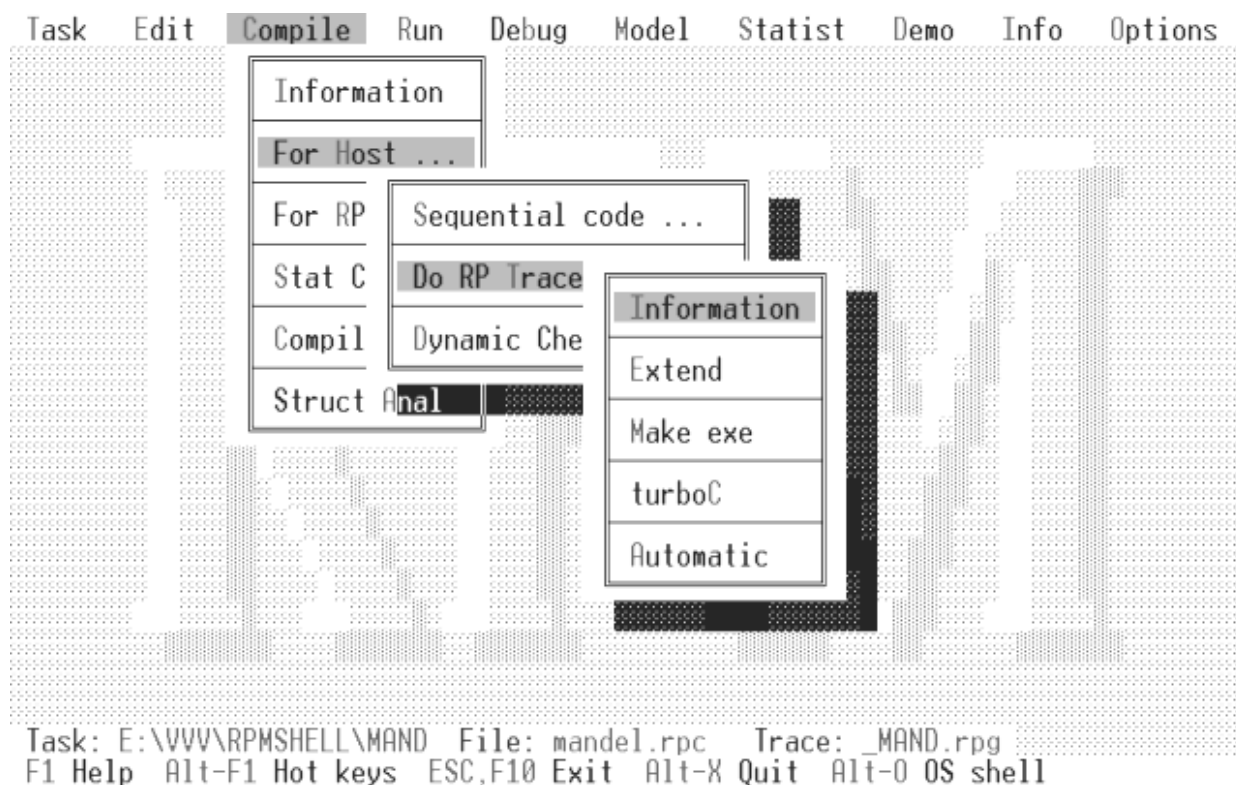 Task Edit Compile Run Debug Model Statist Demo Info Options
Information
For Host ...
For RP
Stat C
Compil
Struct Anal
Sequential code ...
Do RP Trace
Dynamic Che
Information
Extend
Make exe
turboC
Automatic
Task: E:\VVV\RPMSHELL\MAND File: mandel.rpc Trace: _MAND.rpg
F1 Help Alt-F1 Hot keys ESC,F10 Exit Alt-X Quit Alt-O OS shell